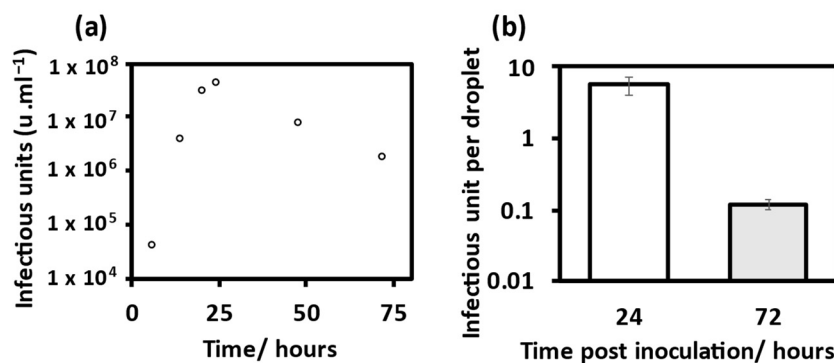 (a)
Infectious units (u .ml⁻¹)
1 x 10⁸
1 x 10⁷
1 x 10⁶
1 x 10⁵
1 x 10⁴
0
25
50
75
Time/ hours
(b)
Infectious unit per droplet
10
1
0.1
0.01
24
72
Time post inoculation/ hours